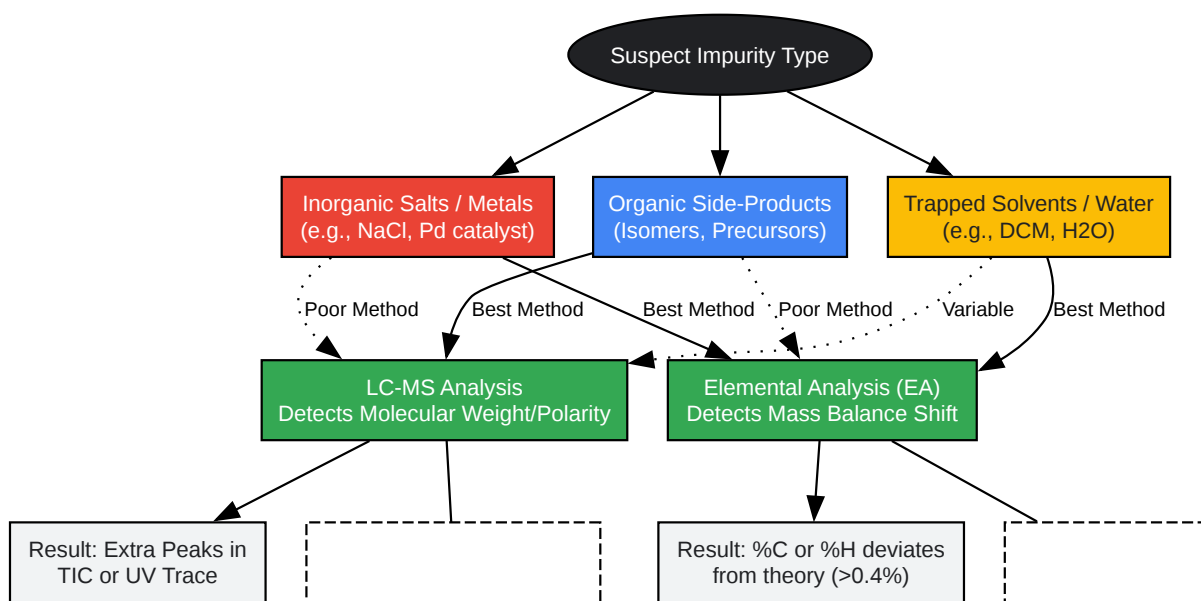 Suspect Impurity Type
Inorganic Salts / Metals
(e.g., NaCl, Pd catalyst)
Organic Side-Products
(Isomers, Precursors)
Trapped Solvents / Water
(e.g., DCM, H2O)
Poor Method
Best Method
Best Method
Poor Method
Variable
Best Method
LC-MS Analysis
Detects Molecular Weight/Polarity
Elemental Analysis (EA)
Detects Mass Balance Shift
Result: Extra Peaks in
TIC or UV Trace
Result: %C or %H deviates
from theory (>0.4%)